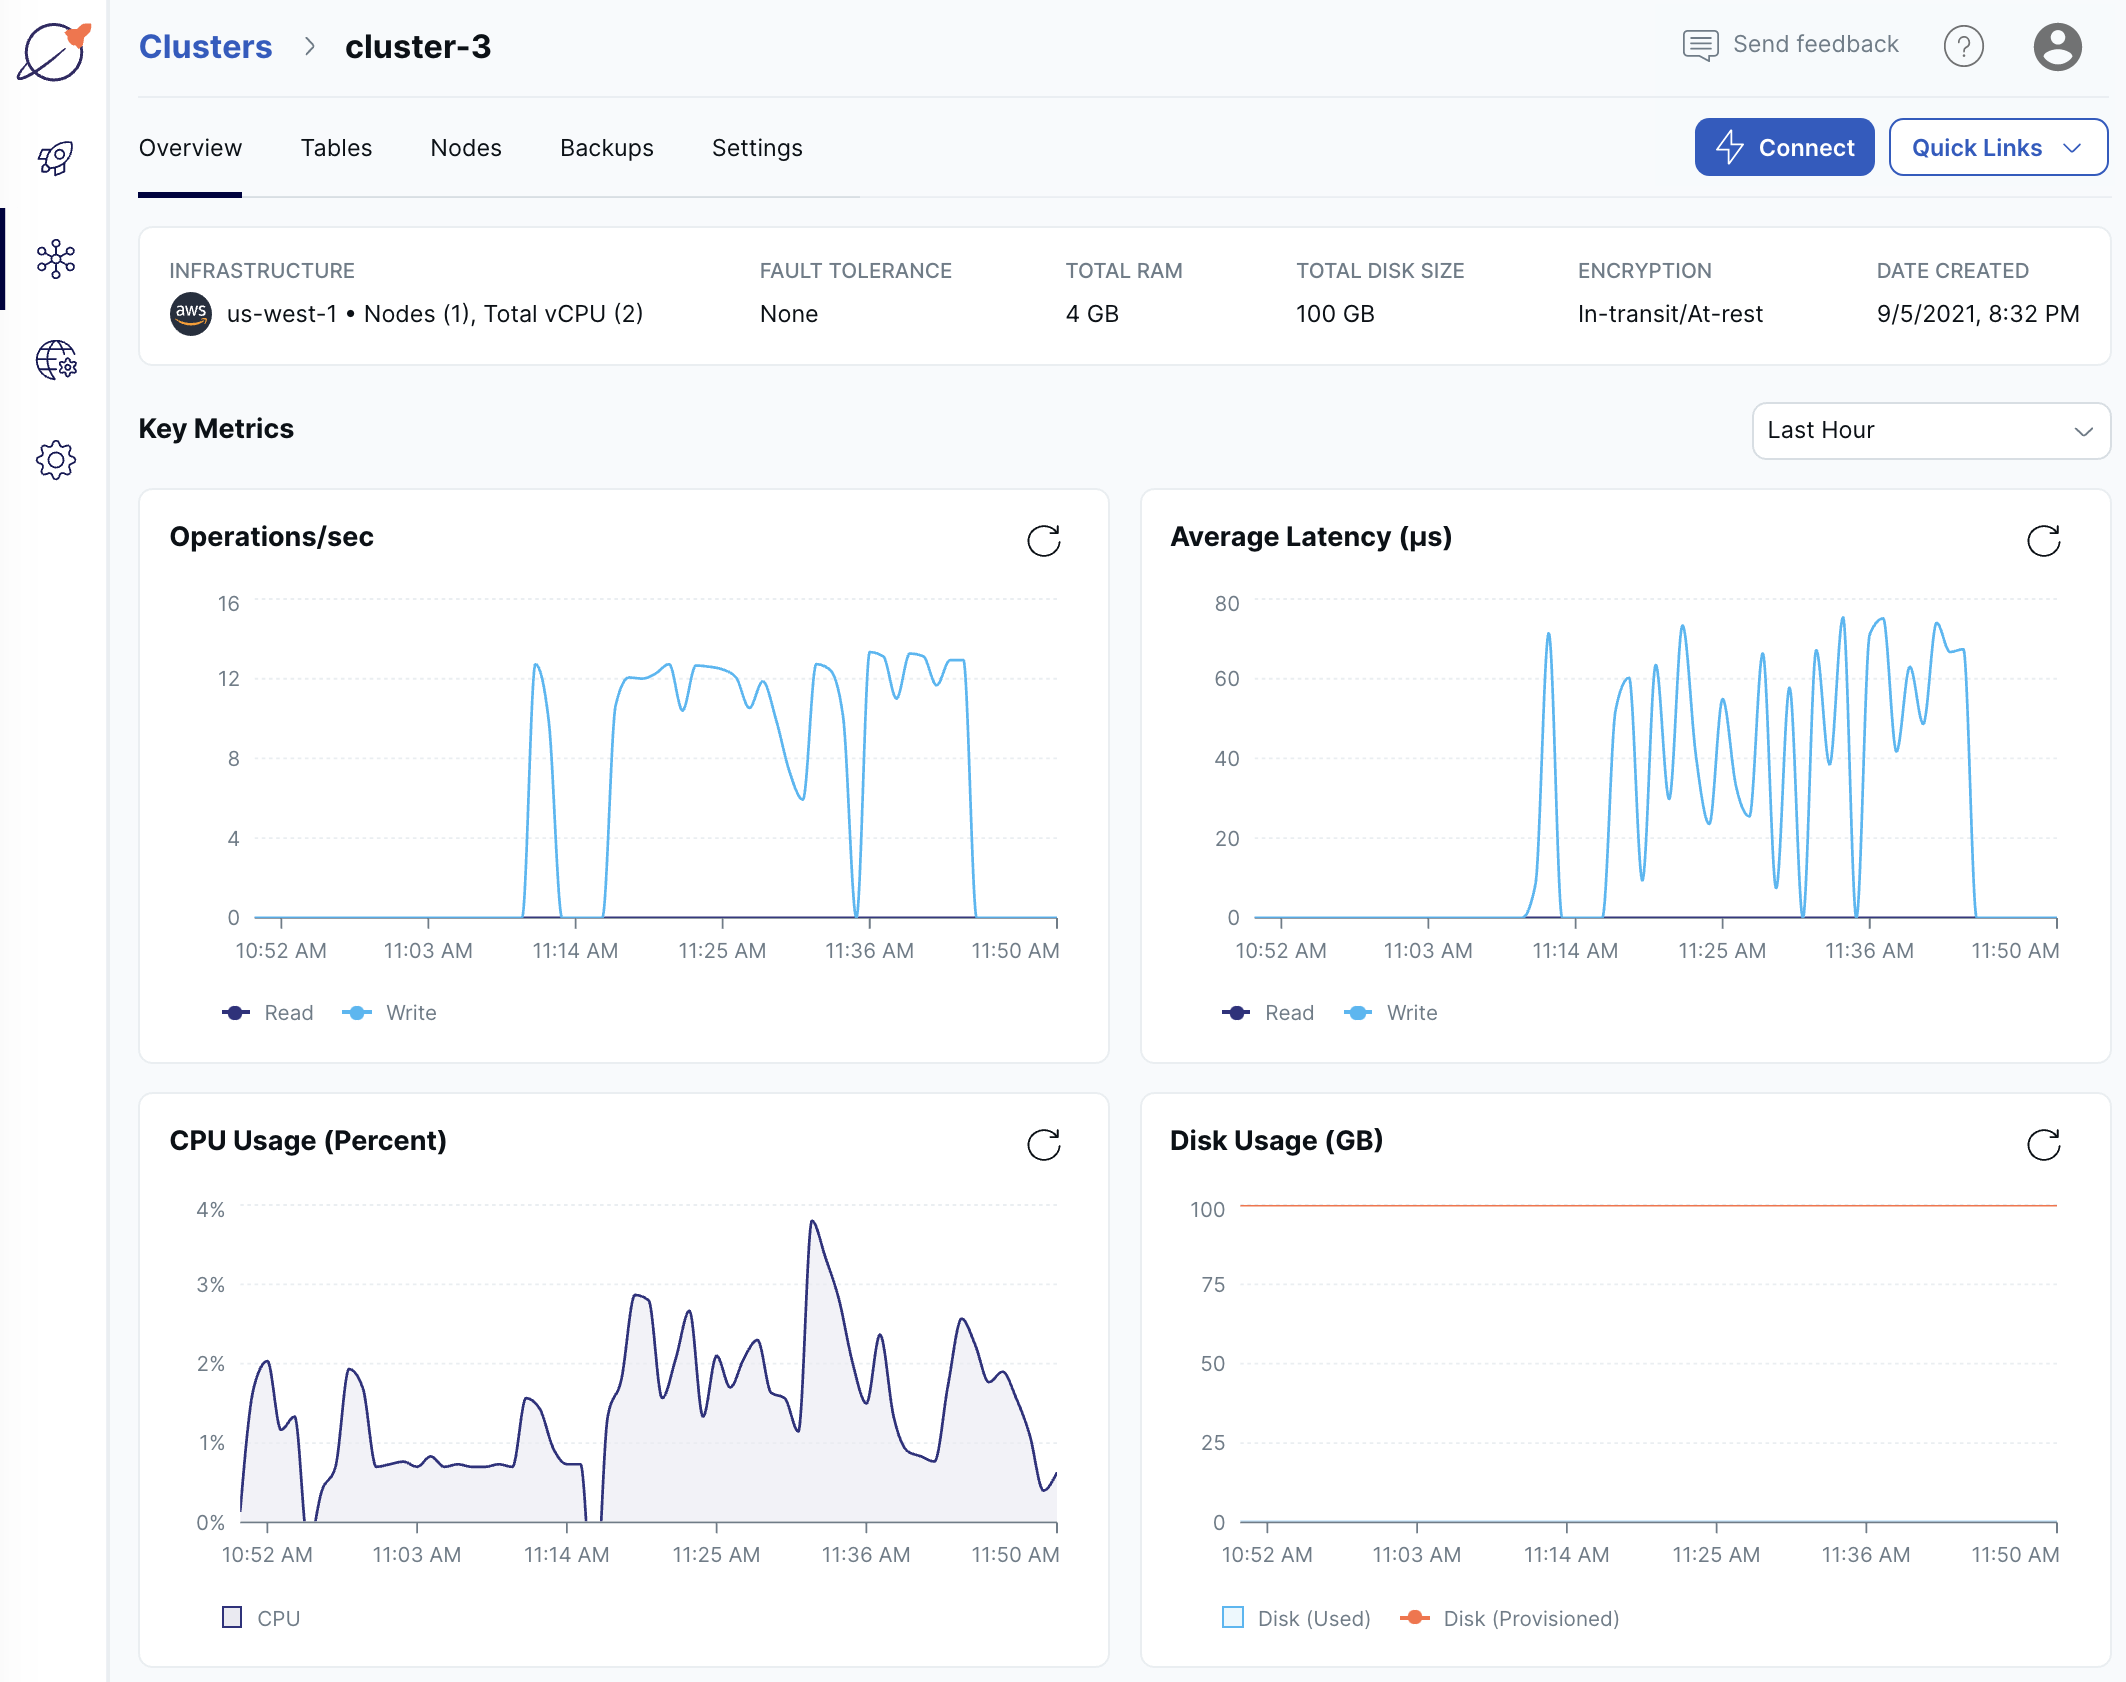 Clusters > cluster-3
Send feedback
?
Overview Tables Nodes Backups Settings
Connect
Quick Links
INFRASTRUCTURE FAULT TOLERANCE TOTAL RAM TOTAL DISK SIZE ENCRYPTION DATE CREATED
aws us-west-1 • Nodes (1), Total vCPU (2) None 4 GB 100 GB In-transit/At-rest 9/5/2021, 8:32 PM
Key Metrics
Last Hour
Operations/sec
16
12
8
4
0
10:52 AM 11:03 AM 11:14 AM 11:25 AM 11:36 AM 11:50 AM
Read Write
Average Latency (μs)
80
60
40
20
0
10:52 AM 11:03 AM 11:14 AM 11:25 AM 11:36 AM 11:50 AM
Read Write
CPU Usage (Percent)
4%
3%
2%
1%
0%
10:52 AM 11:03 AM 11:14 AM 11:25 AM 11:36 AM 11:50 AM
CPU
Disk Usage (GB)
100
75
50
25
0
10:52 AM 11:03 AM 11:14 AM 11:25 AM 11:36 AM 11:50 AM
Disk (Used) Disk (Provisioned)